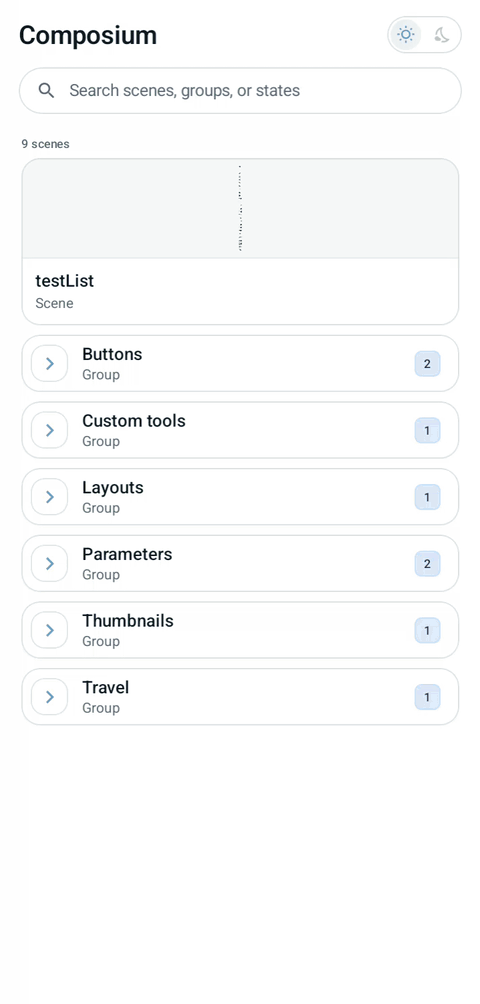 Composium
Search scenes, groups, or states
9 scenes
testList
Scene
Buttons
Group
2
Custom tools
Group
1
Layouts
Group
1
Parameters
Group
2
Thumbnails
Group
1
Travel
Group
1